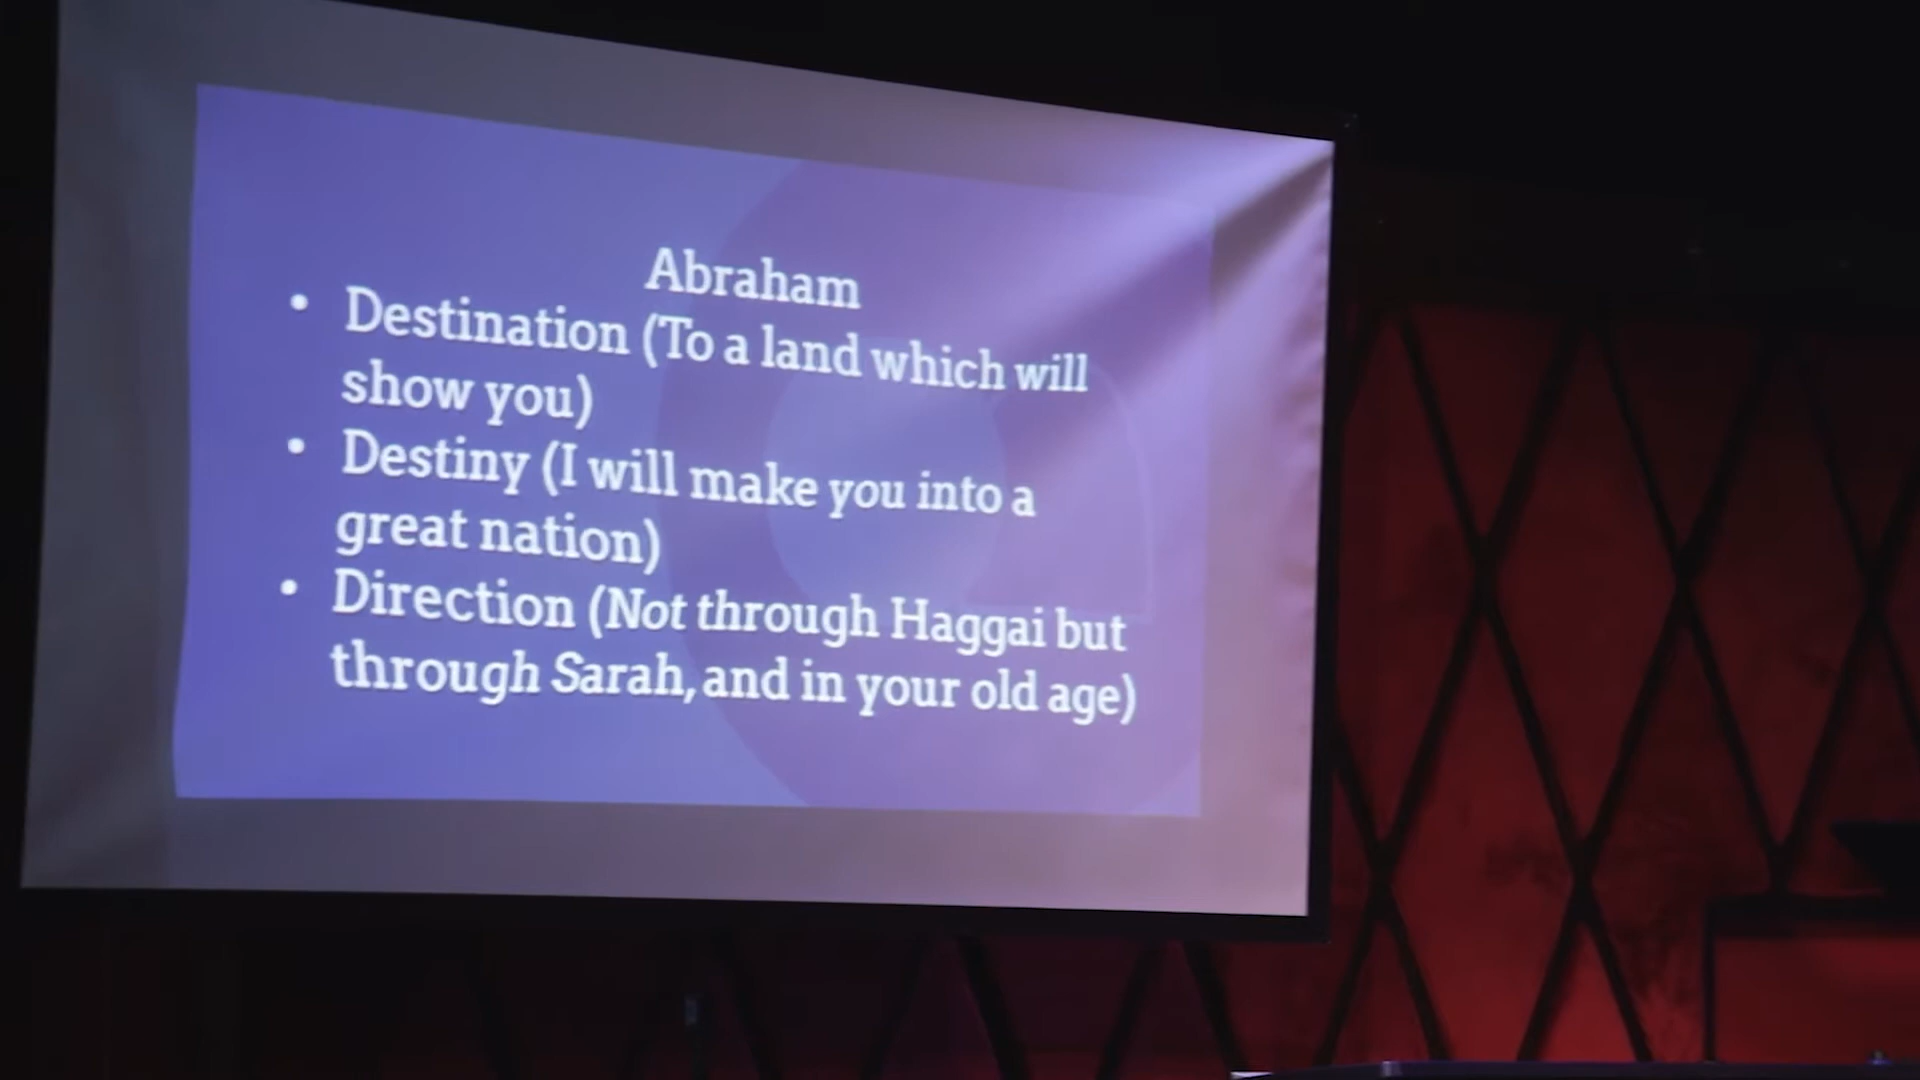 Abraham
• Destination (To a land which will
show you)
• Destiny (I will make you into a
great nation)
• Direction (Not through Haggai but
through Sarah, and in your old age)